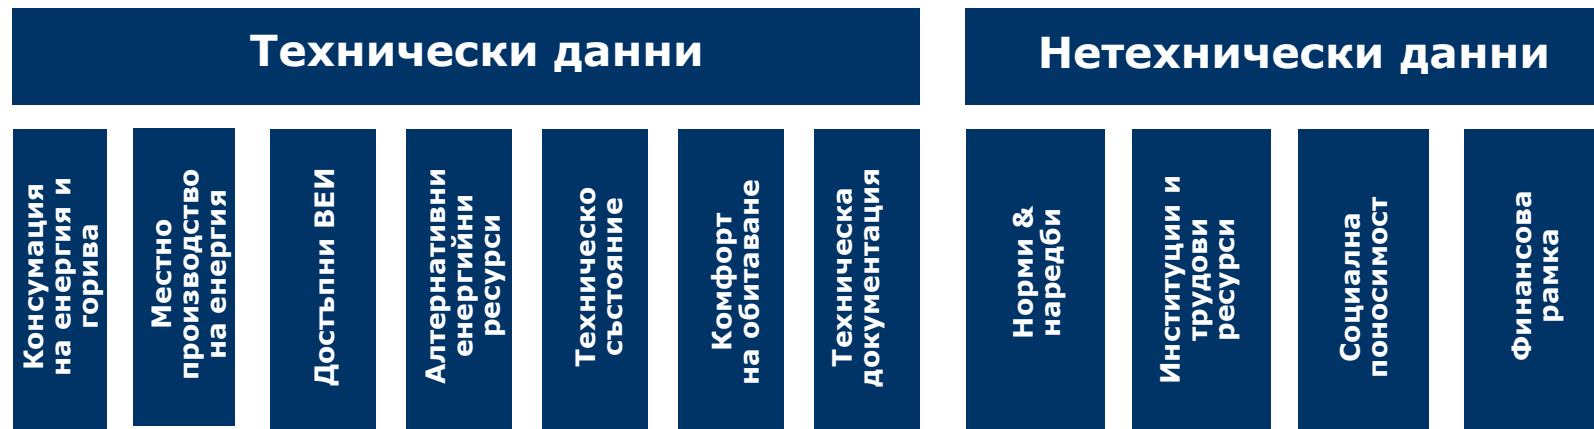 Технически данни
Нетехнически данни
Консумация
на енергия и
горива
Местно
производство
на енергия
Достъпни ВЕИ
Алтернативни
енергийни
ресурси
Техническо
състояние
Комфорт
на обитаване
Техническа
документация
Норми &
наредби
Институции и
трудови
ресурси
Социална
поносимост
Финансова
рамка